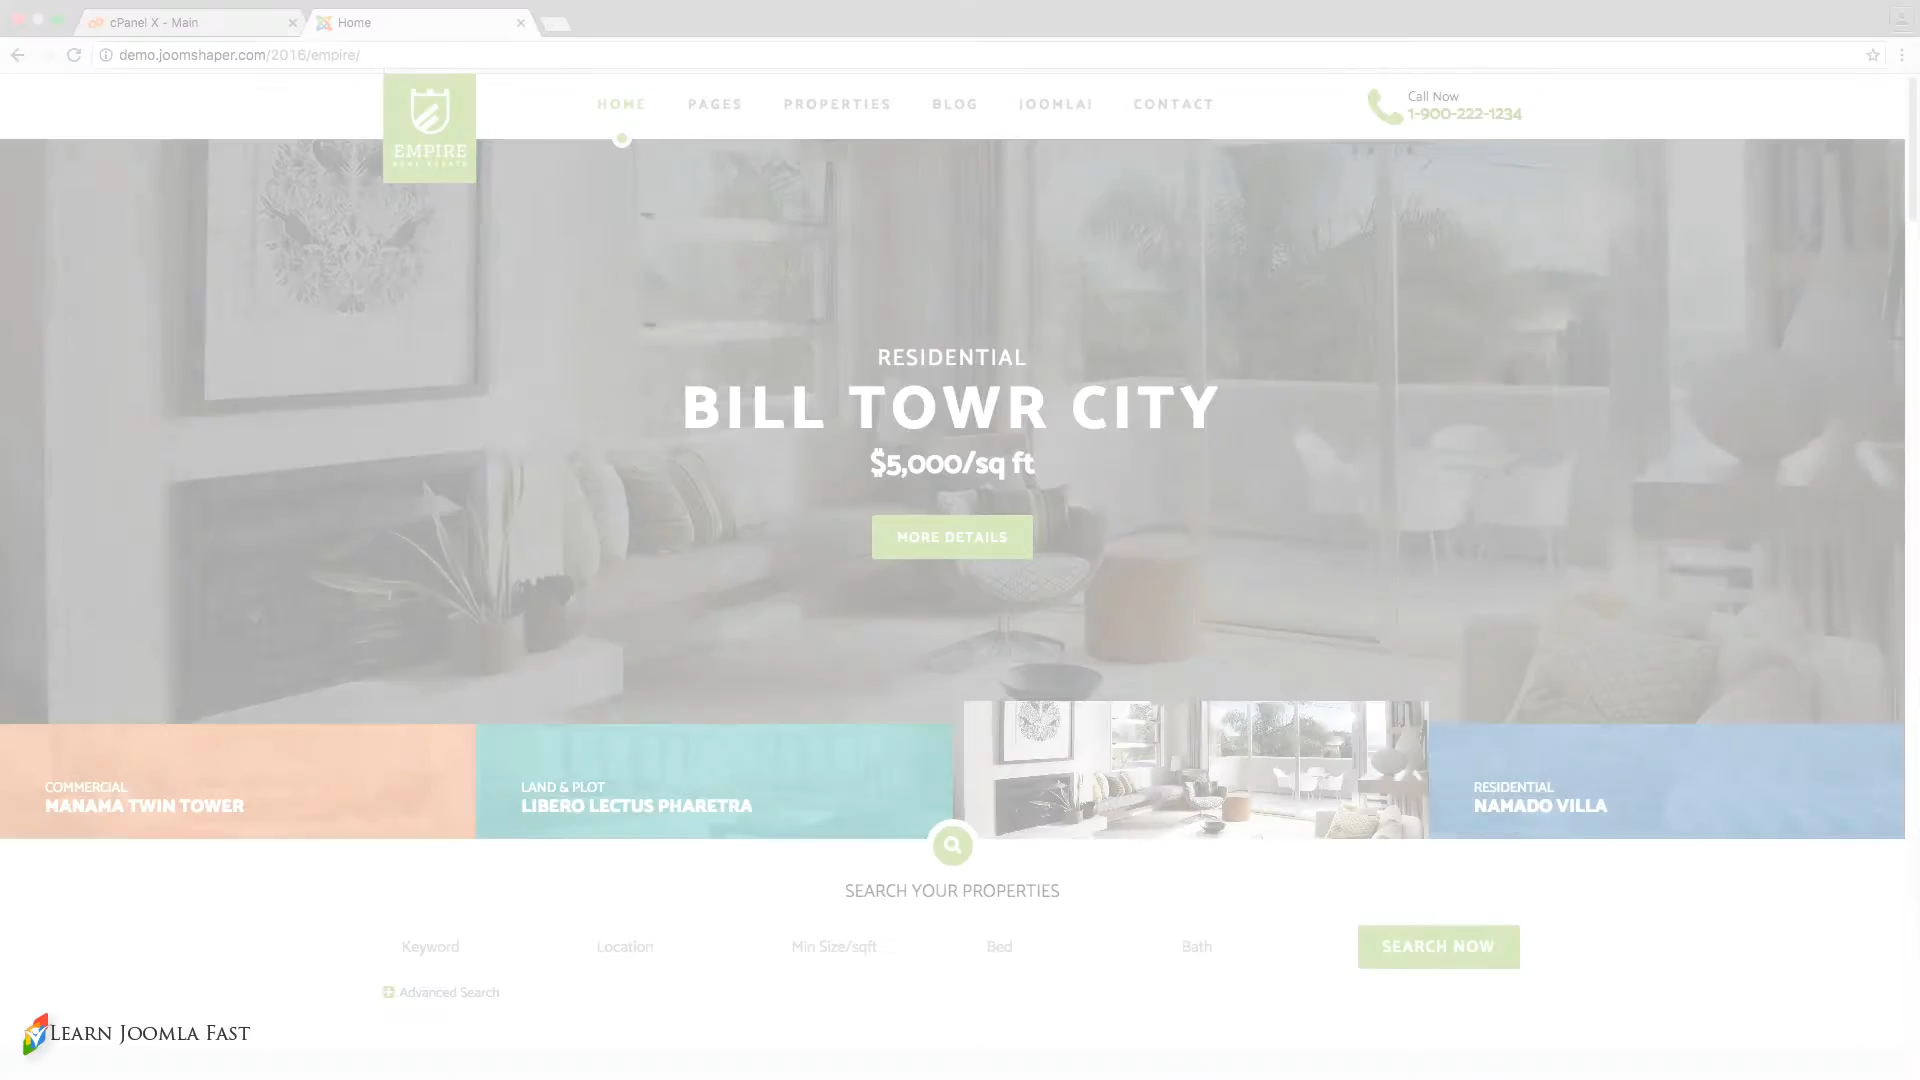 cPanel X - Main
Home
demo.joomshaper.com/2016/empire/
EMPIRE
REAL ESTATE
HOME
PAGES
PROPERTIES
BLOG
JOOMLA!
CONTACT
Call Now
1-900-222-1234
RESIDENTIAL
BILL TOWR CITY
$5,000/sq ft
MORE DETAILS
COMMERCIAL
MANAMA TWIN TOWER
LAND & PLOT
LIBERO LECTUS PHARETRA
RESIDENTIAL
NAMADO VILLA
SEARCH YOUR PROPERTIES
Keyword
Location
Min Size/sqft
Bed
Bath
SEARCH NOW
Advanced Search
LEARN JOOMLA FAST